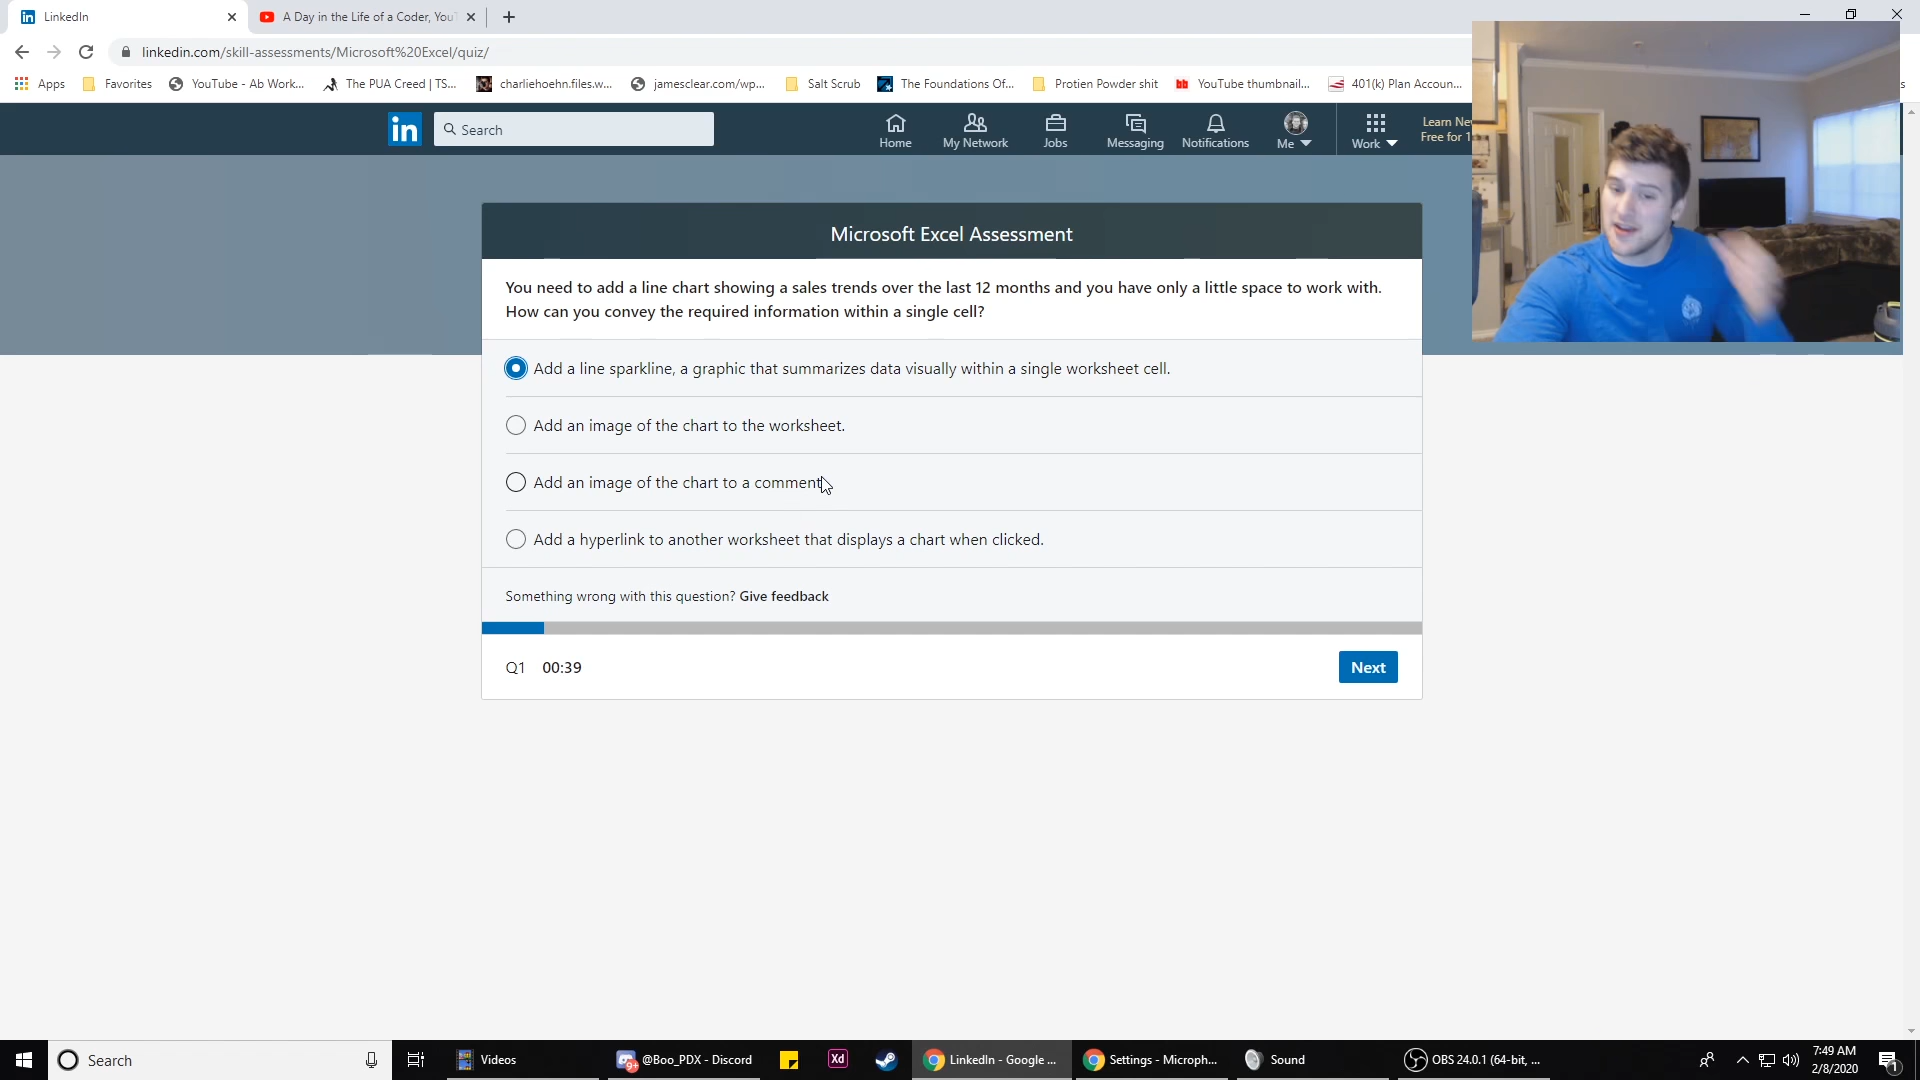 LinkedIn
A Day in the Life of a Coder, You
linkedin.com/skill-assessments/Microsoft%20Excel/quiz/
Apps
Favorites
YouTube - Ab Work...
The PUA Creed | TS...
charliehoehn.files.w...
jamesclear.com/wp...
Salt Scrub
The Foundations Of...
Protien Powder shit
YouTube thumbnail...
401(k) Plan Accoun...
in
Search
Home
My Network
Jobs
Messaging
Notifications
Me
Work
Learn Ne
Free for 1
Microsoft Excel Assessment
You need to add a line chart showing a sales trends over the last 12 months and you have only a little space to work with.
How can you convey the required information within a single cell?
Add a line sparkline, a graphic that summarizes data visually within a single worksheet cell.
Add an image of the chart to the worksheet.
Add an image of the chart to a comment
Add a hyperlink to another worksheet that displays a chart when clicked.
Something wrong with this question? Give feedback
Q1 00:39
Next
Search
Videos
@Boo_PDX - Discord
Xd
LinkedIn - Google ...
Settings - Microph...
Sound
OBS 24.0.1 (64-bit, ...
7:49 AM
2/8/2020
1